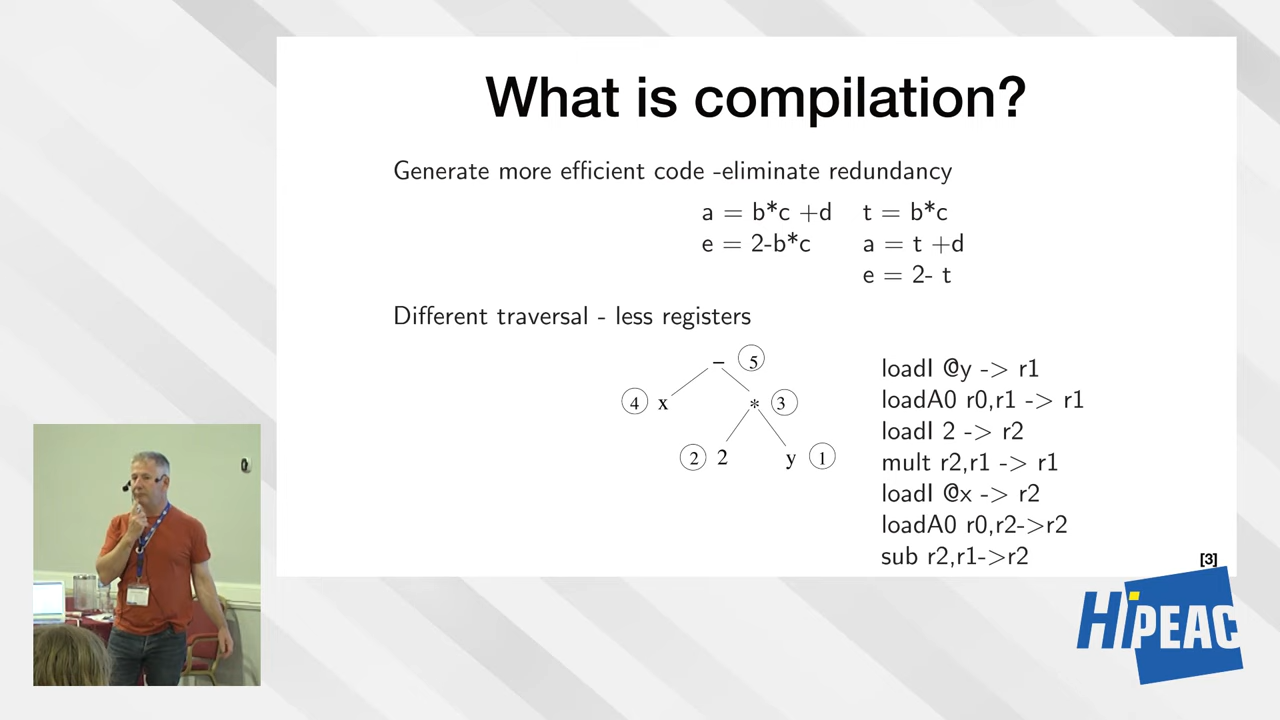 What is compilation?
Generate more efficient code -eliminate redundancy
a = b*c +d
e = 2-b*c
t = b*c
a = t +d
e = 2- t
Different traversal - less registers
− 5
4 x
* 3
2 2
y 1
loadI @y -> r1
loadA0 r0,r1 -> r1
loadI 2 -> r2
mult r2,r1 -> r1
loadI @x -> r2
loadA0 r0,r2->r2
sub r2,r1->r2
[3]
HiPEAC